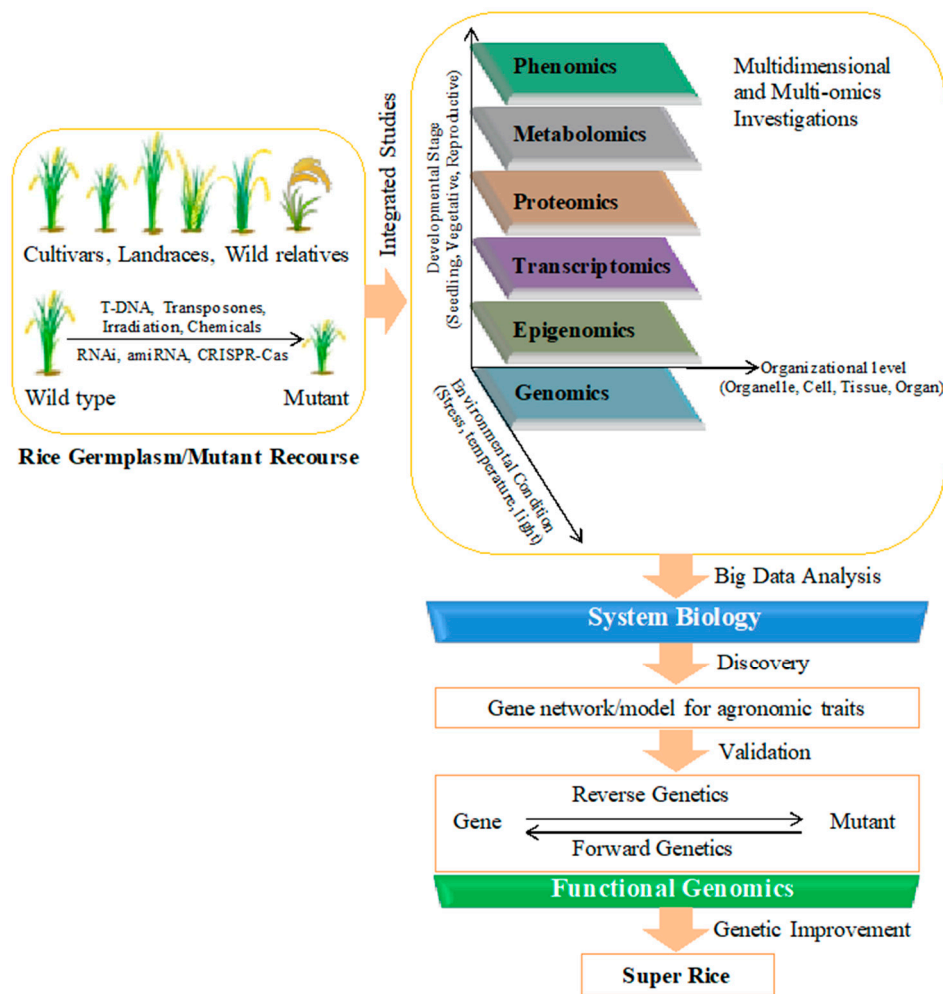 Cultivars, Landraces, Wild relatives
T-DNA, Transposones,
Irradiation, Chemicals
RNAi, amiRNA, CRISPR-Cas
Wild type
Mutant
Rice Germplasm/Mutant Recourse
Integrated Studies
Developmental Stage
(Seedling, Vegetative, Reproductive)
Phenomics
Metabolomics
Proteomics
Transcriptomics
Epigenomics
Genomics
Multidimensional
and Multi-omics
Investigations
Organizational level
(Organelle, Cell, Tissue, Organ)
Environmental Condition
(Stress, temperature, light)
Big Data Analysis
System Biology
Discovery
Gene network/model for agronomic traits
Validation
Reverse Genetics
Gene
Mutant
Forward Genetics
Functional Genomics
Genetic Improvement
Super Rice